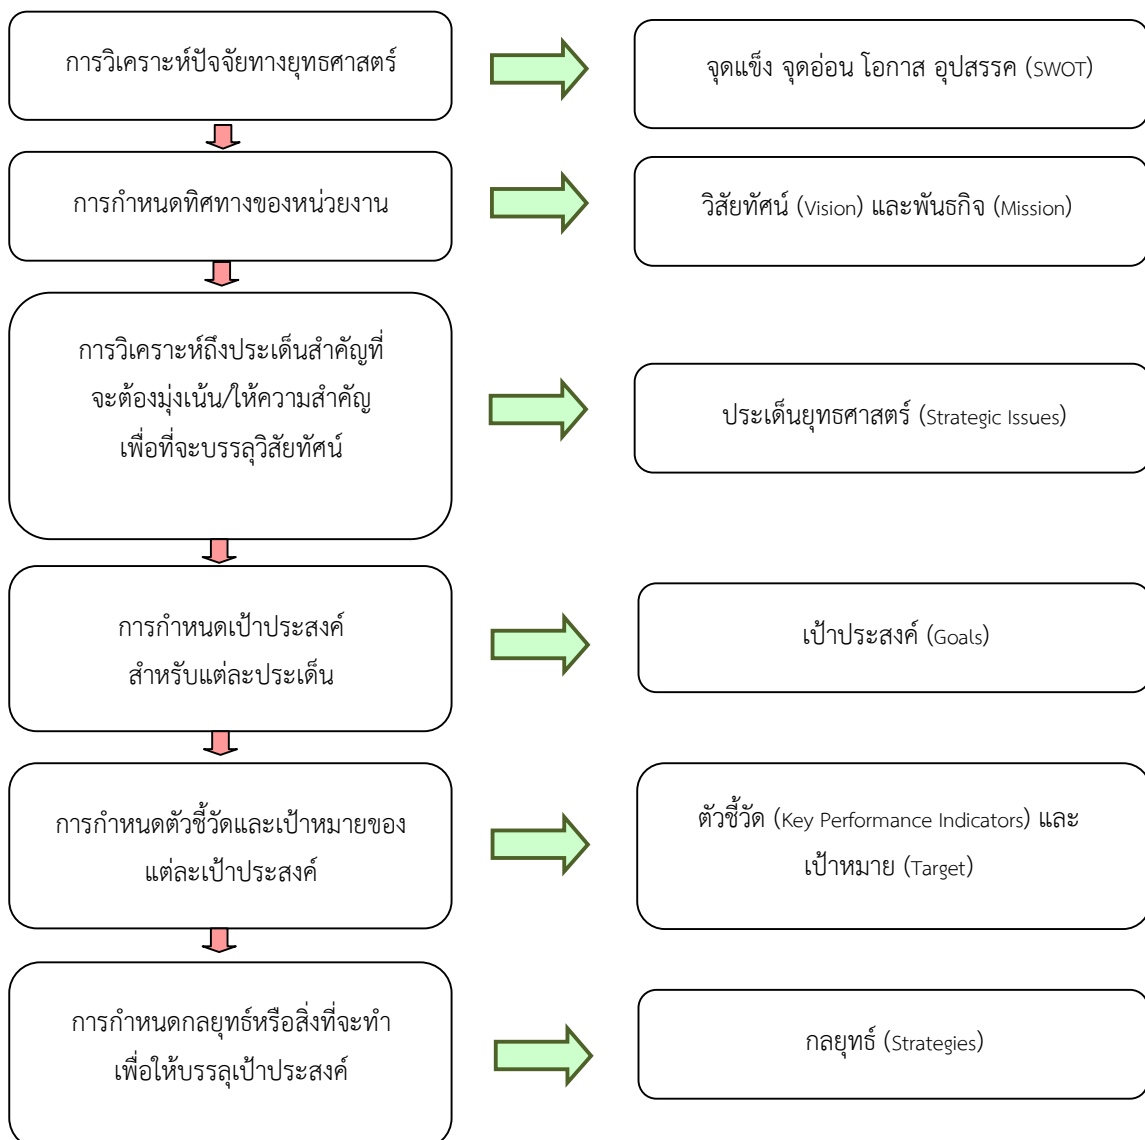 การวิเคราะห์ปัจจัยทางยุทธศาสตร์
จุดแข็ง จุดอ่อน โอกาส อุปสรรค (SWOT)
การกำหนดทิศทางของหน่วยงาน
วิสัยทัศน์ (Vision) และพันธกิจ (Mission)
การวิเคราะห์ถึงประเด็นสำคัญที่
จะต้องมุ่งเน้น/ให้ความสำคัญ
เพื่อที่จะบรรลุวิสัยทัศน์
ประเด็นยุทธศาสตร์ (Strategic Issues)
การกำหนดเป้าประสงค์
สำหรับแต่ละประเด็น
เป้าประสงค์ (Goals)
การกำหนดตัวชี้วัดและเป้าหมายของ
แต่ละเป้าประสงค์
ตัวชี้วัด (Key Performance Indicators) และ
เป้าหมาย (Target)
การกำหนดกลยุทธ์หรือสิ่งที่จะทำ
เพื่อให้บรรลุเป้าประสงค์
กลยุทธ์ (Strategies)